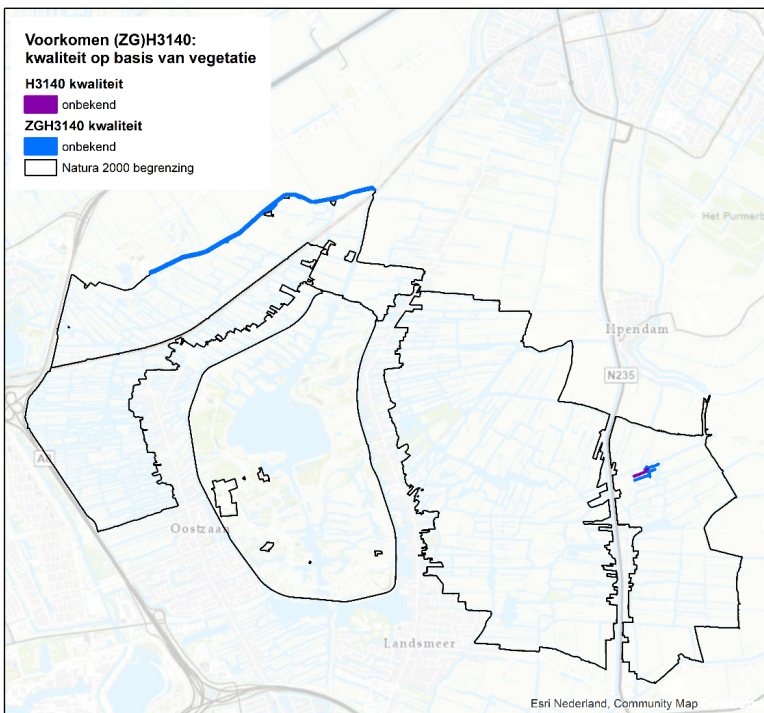 Voorkomen (ZG)H3140:
kwaliteit op basis van vegetatie
H3140 kwaliteit
onbekend
ZGH3140 kwaliteit
onbekend
Natura 2000 begrenzing
Het Purmerb
Ilpendam
N235
Oostzaan
Landsmeer
Esri Nederland, Community Map